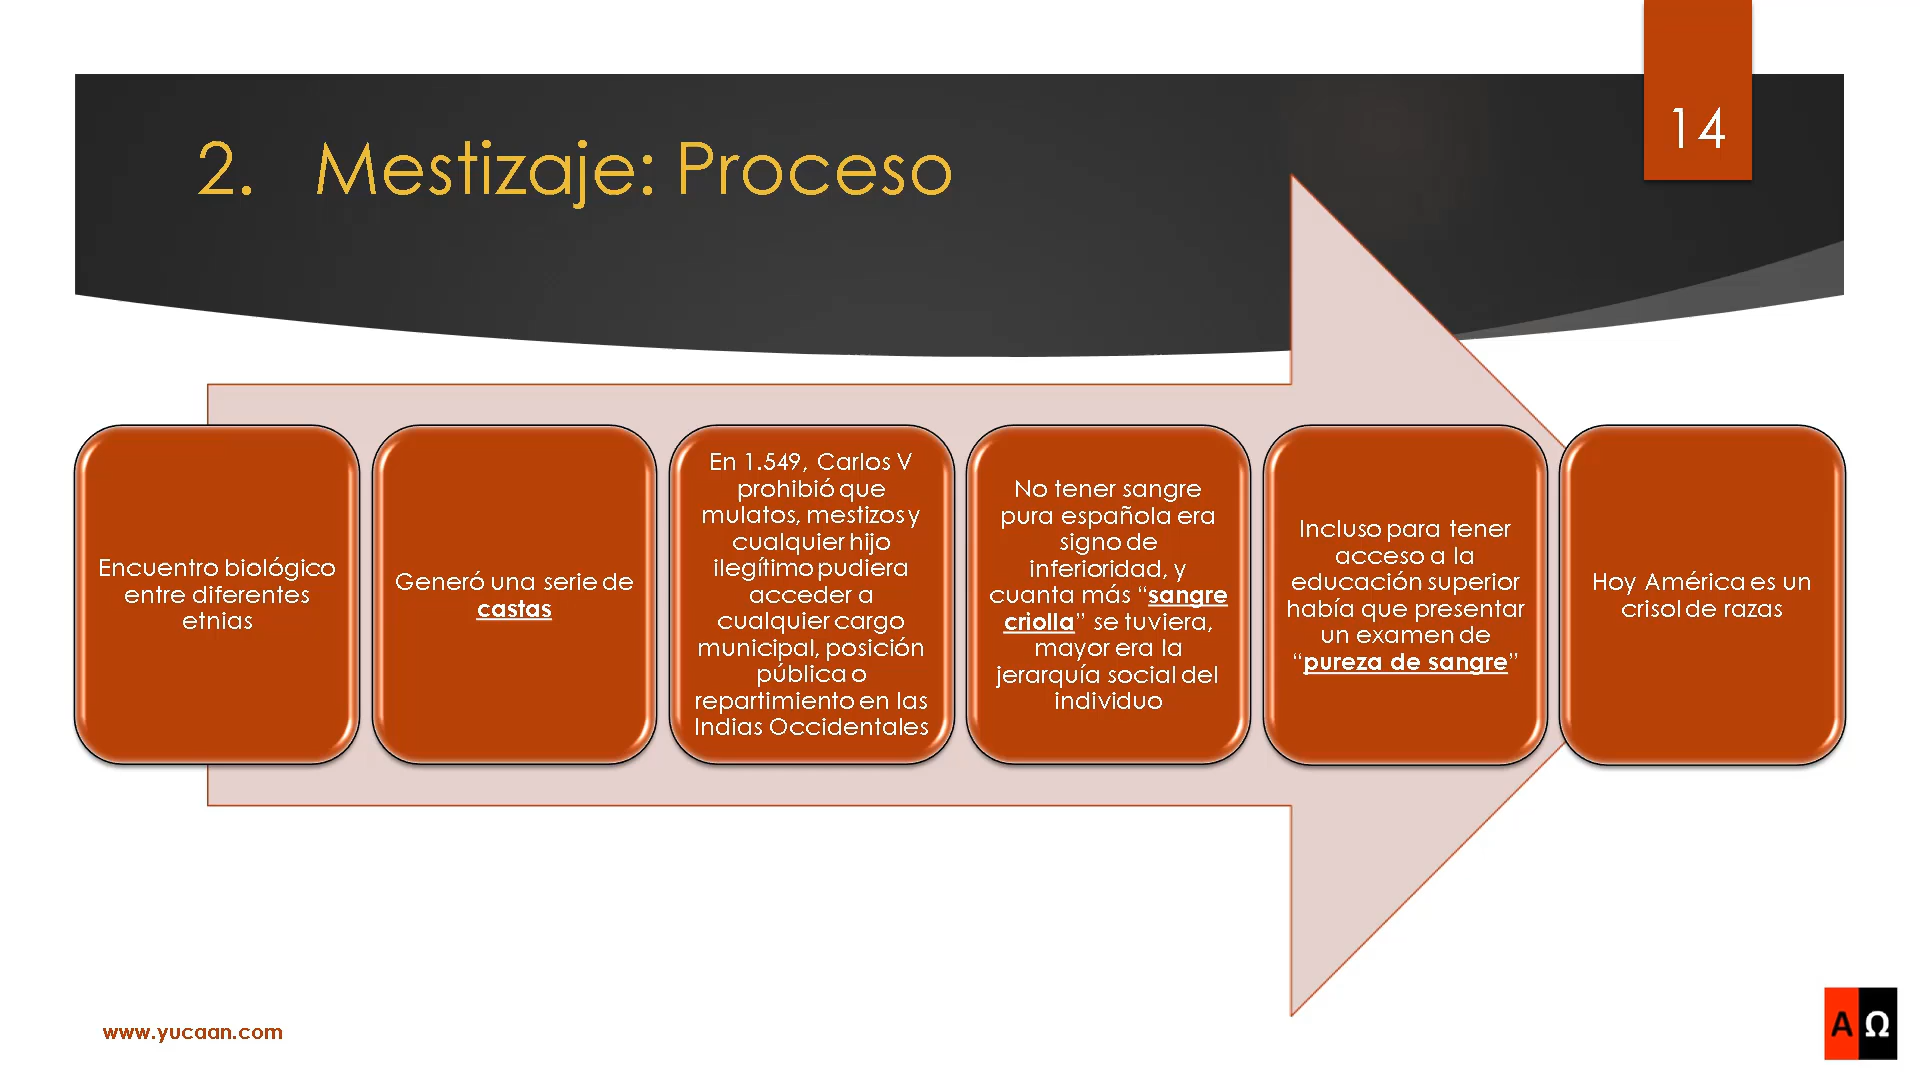 14
2. Mestizaje: Proceso
Encuentro biológico
entre diferentes
etnias
Generó una serie de
castas
En 1.549, Carlos V
prohibió que
mulatos, mestizos y
cualquier hijo
ilegítimo pudiera
acceder a
cualquier cargo
municipal, posición
pública o
repartimiento en las
Indias Occidentales
No tener sangre
pura española era
signo de
inferioridad, y
cuanta más “sangre
criolla” se tuviera,
mayor era la
jerarquía social del
individuo
Incluso para tener
acceso a la
educación superior
había que presentar
un examen de
“pureza de sangre”
Hoy América es un
crisol de razas
www.yucaan.com
AΩ